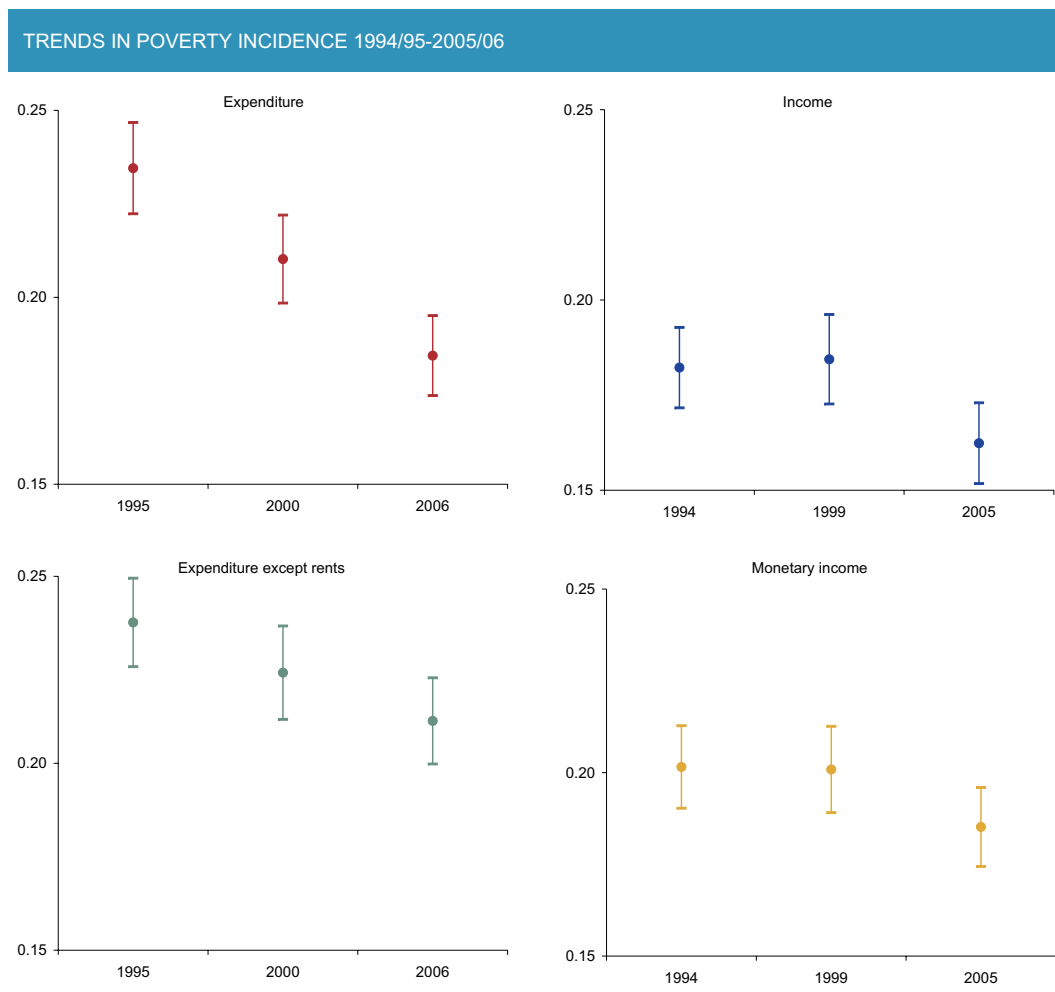 TRENDS IN POVERTY INCIDENCE 1994/95-2005/06
Expenditure
0.25
0.20
0.15
1995 2000 2006
Income
0.25
0.20
0.15
1994 1999 2005
Expenditure except rents
0.25
0.20
0.15
1995 2000 2006
Monetary income
0.25
0.20
0.15
1994 1999 2005